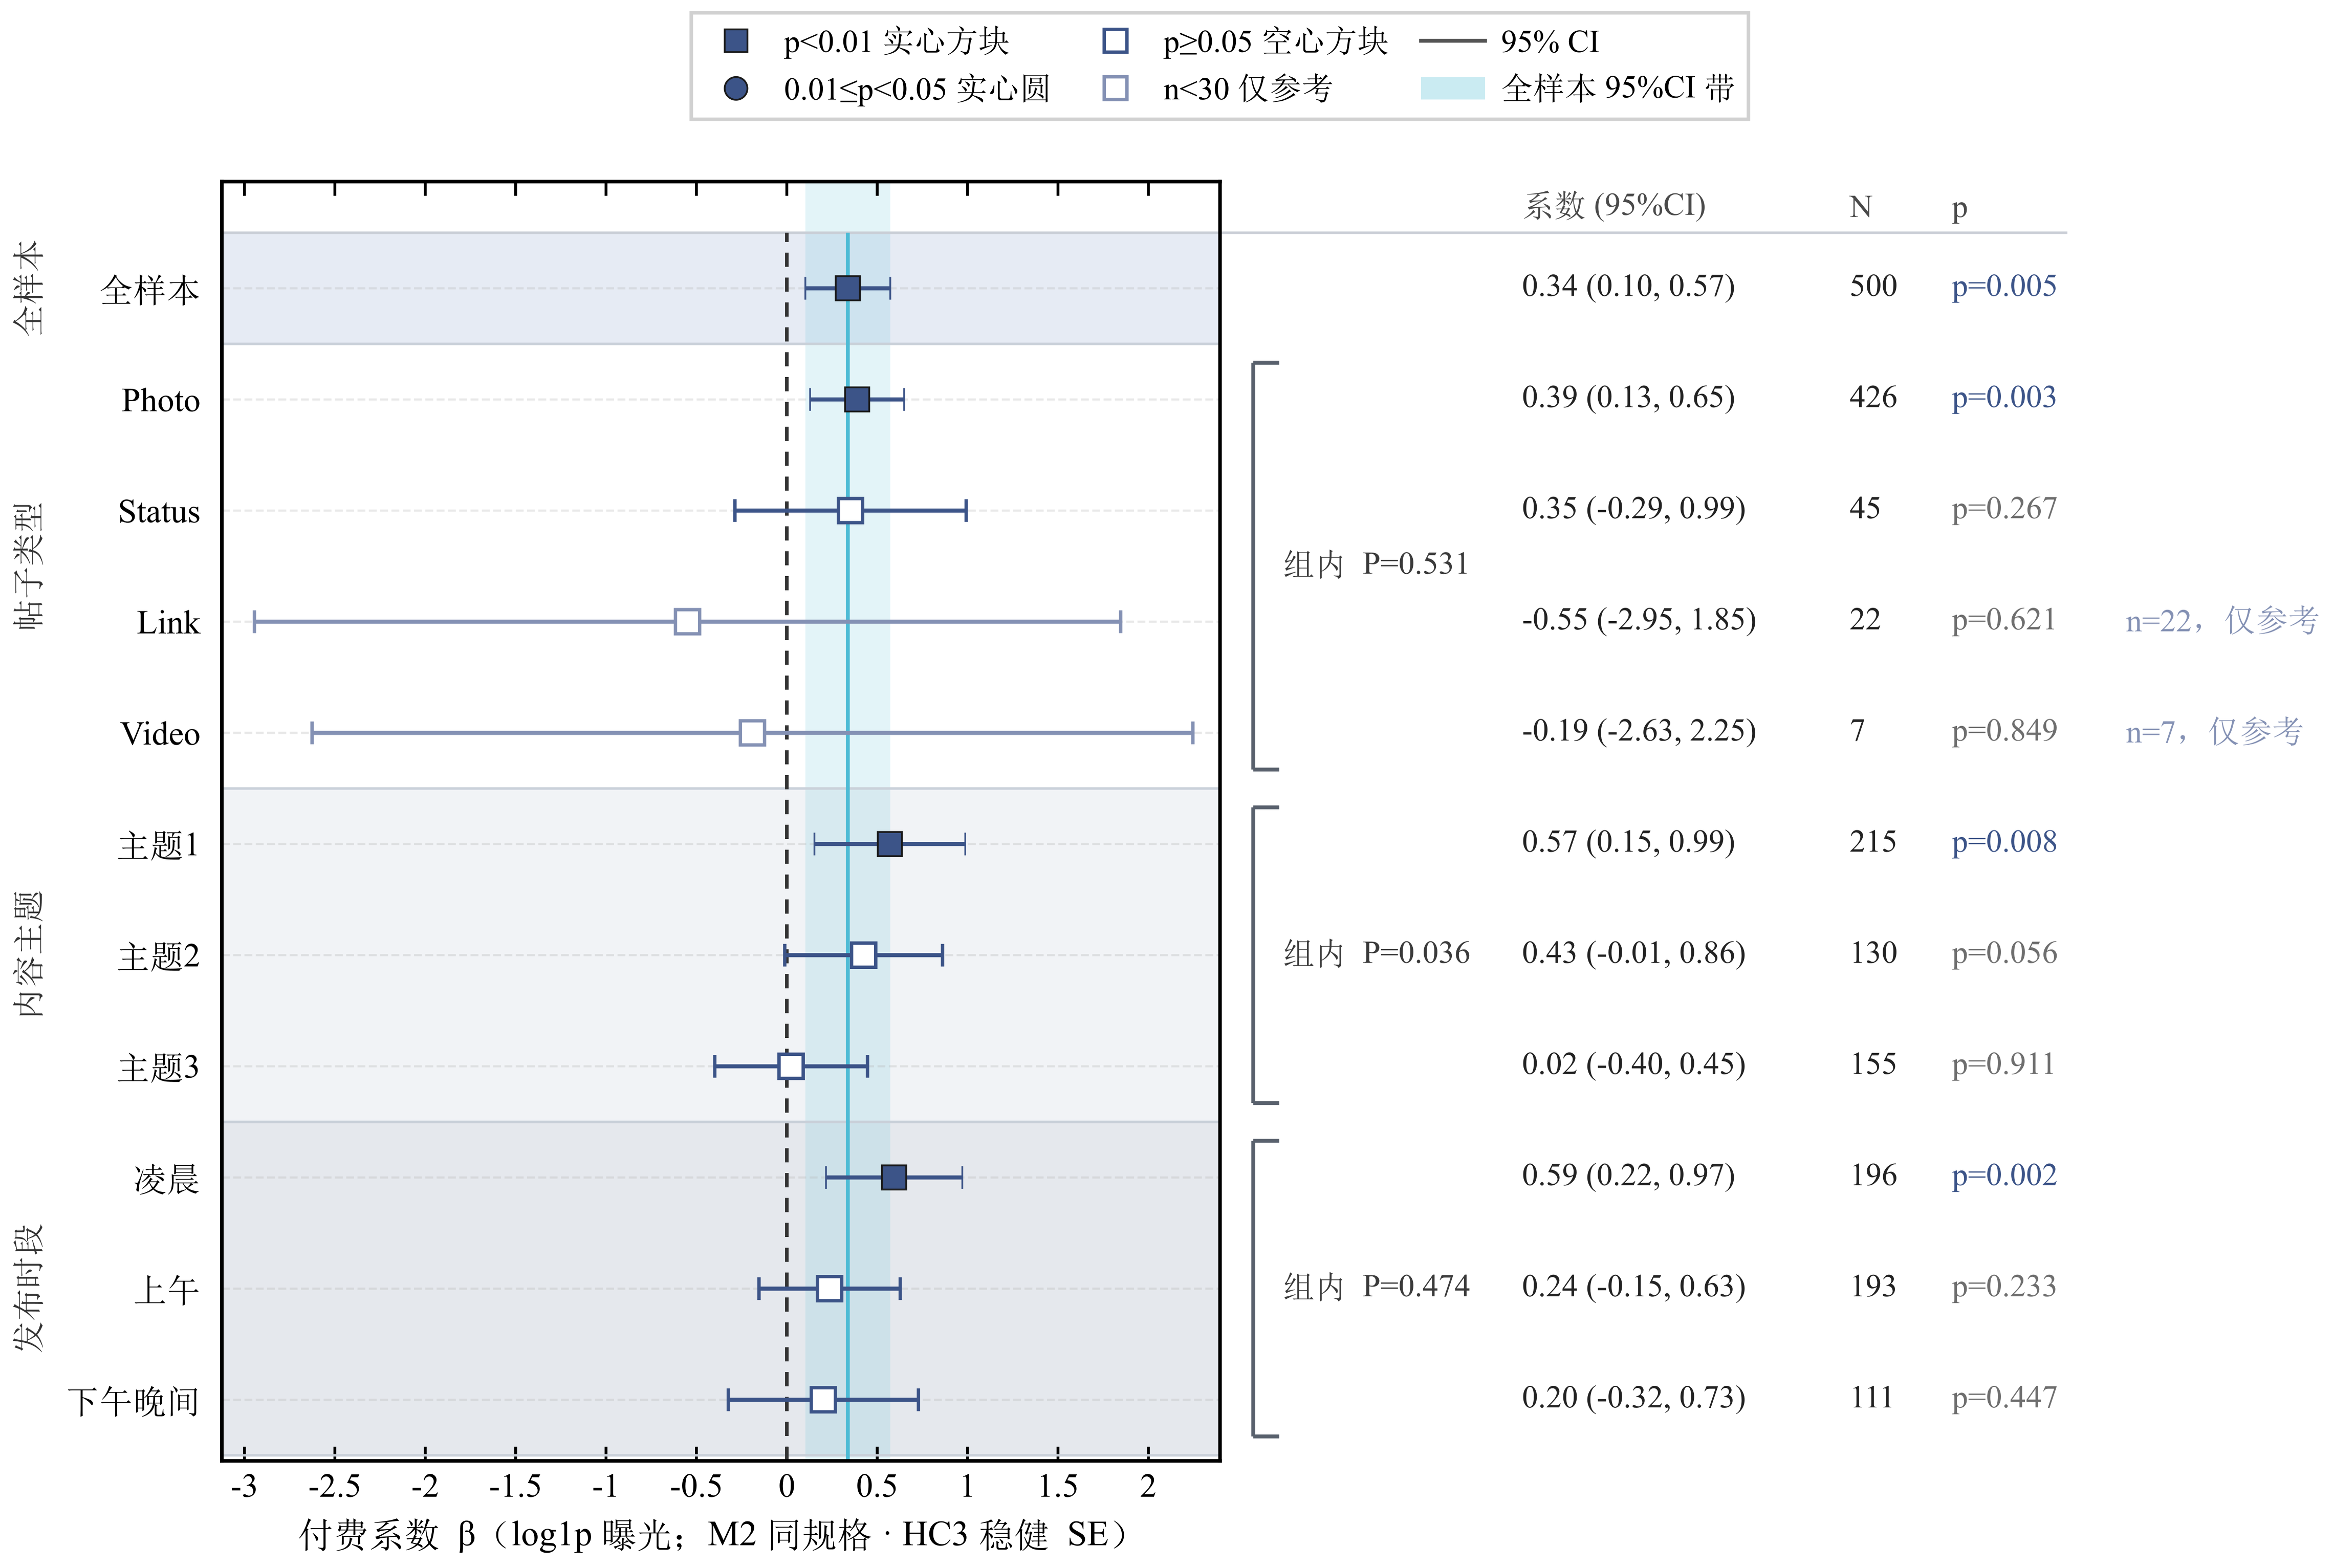 p<0.01 实心方块 p≥0.05 空心方块 95% CI
0.01≤p<0.05 实心圆 n<30 仅参考 全样本 95%CI 带
系数 (95%CI) N p
全样本
全样本 0.34 (0.10, 0.57) 500 p=0.005
帖子类型
Photo 0.39 (0.13, 0.65) 426 p=0.003
Status 0.35 (-0.29, 0.99) 45 p=0.267
组内 P=0.531
Link -0.55 (-2.95, 1.85) 22 p=0.621 n=22，仅参考
Video -0.19 (-2.63, 2.25) 7 p=0.849 n=7，仅参考
内容主题
主题1 0.57 (0.15, 0.99) 215 p=0.008
主题2 组内 P=0.036 0.43 (-0.01, 0.86) 130 p=0.056
主题3 0.02 (-0.40, 0.45) 155 p=0.911
发布时段
凌晨 0.59 (0.22, 0.97) 196 p=0.002
上午 组内 P=0.474 0.24 (-0.15, 0.63) 193 p=0.233
下午晚间 0.20 (-0.32, 0.73) 111 p=0.447
-3 -2.5 -2 -1.5 -1 -0.5 0 0.5 1 1.5 2
付费系数 β（log1p 曝光；M2 同规格 · HC3 稳健 SE）